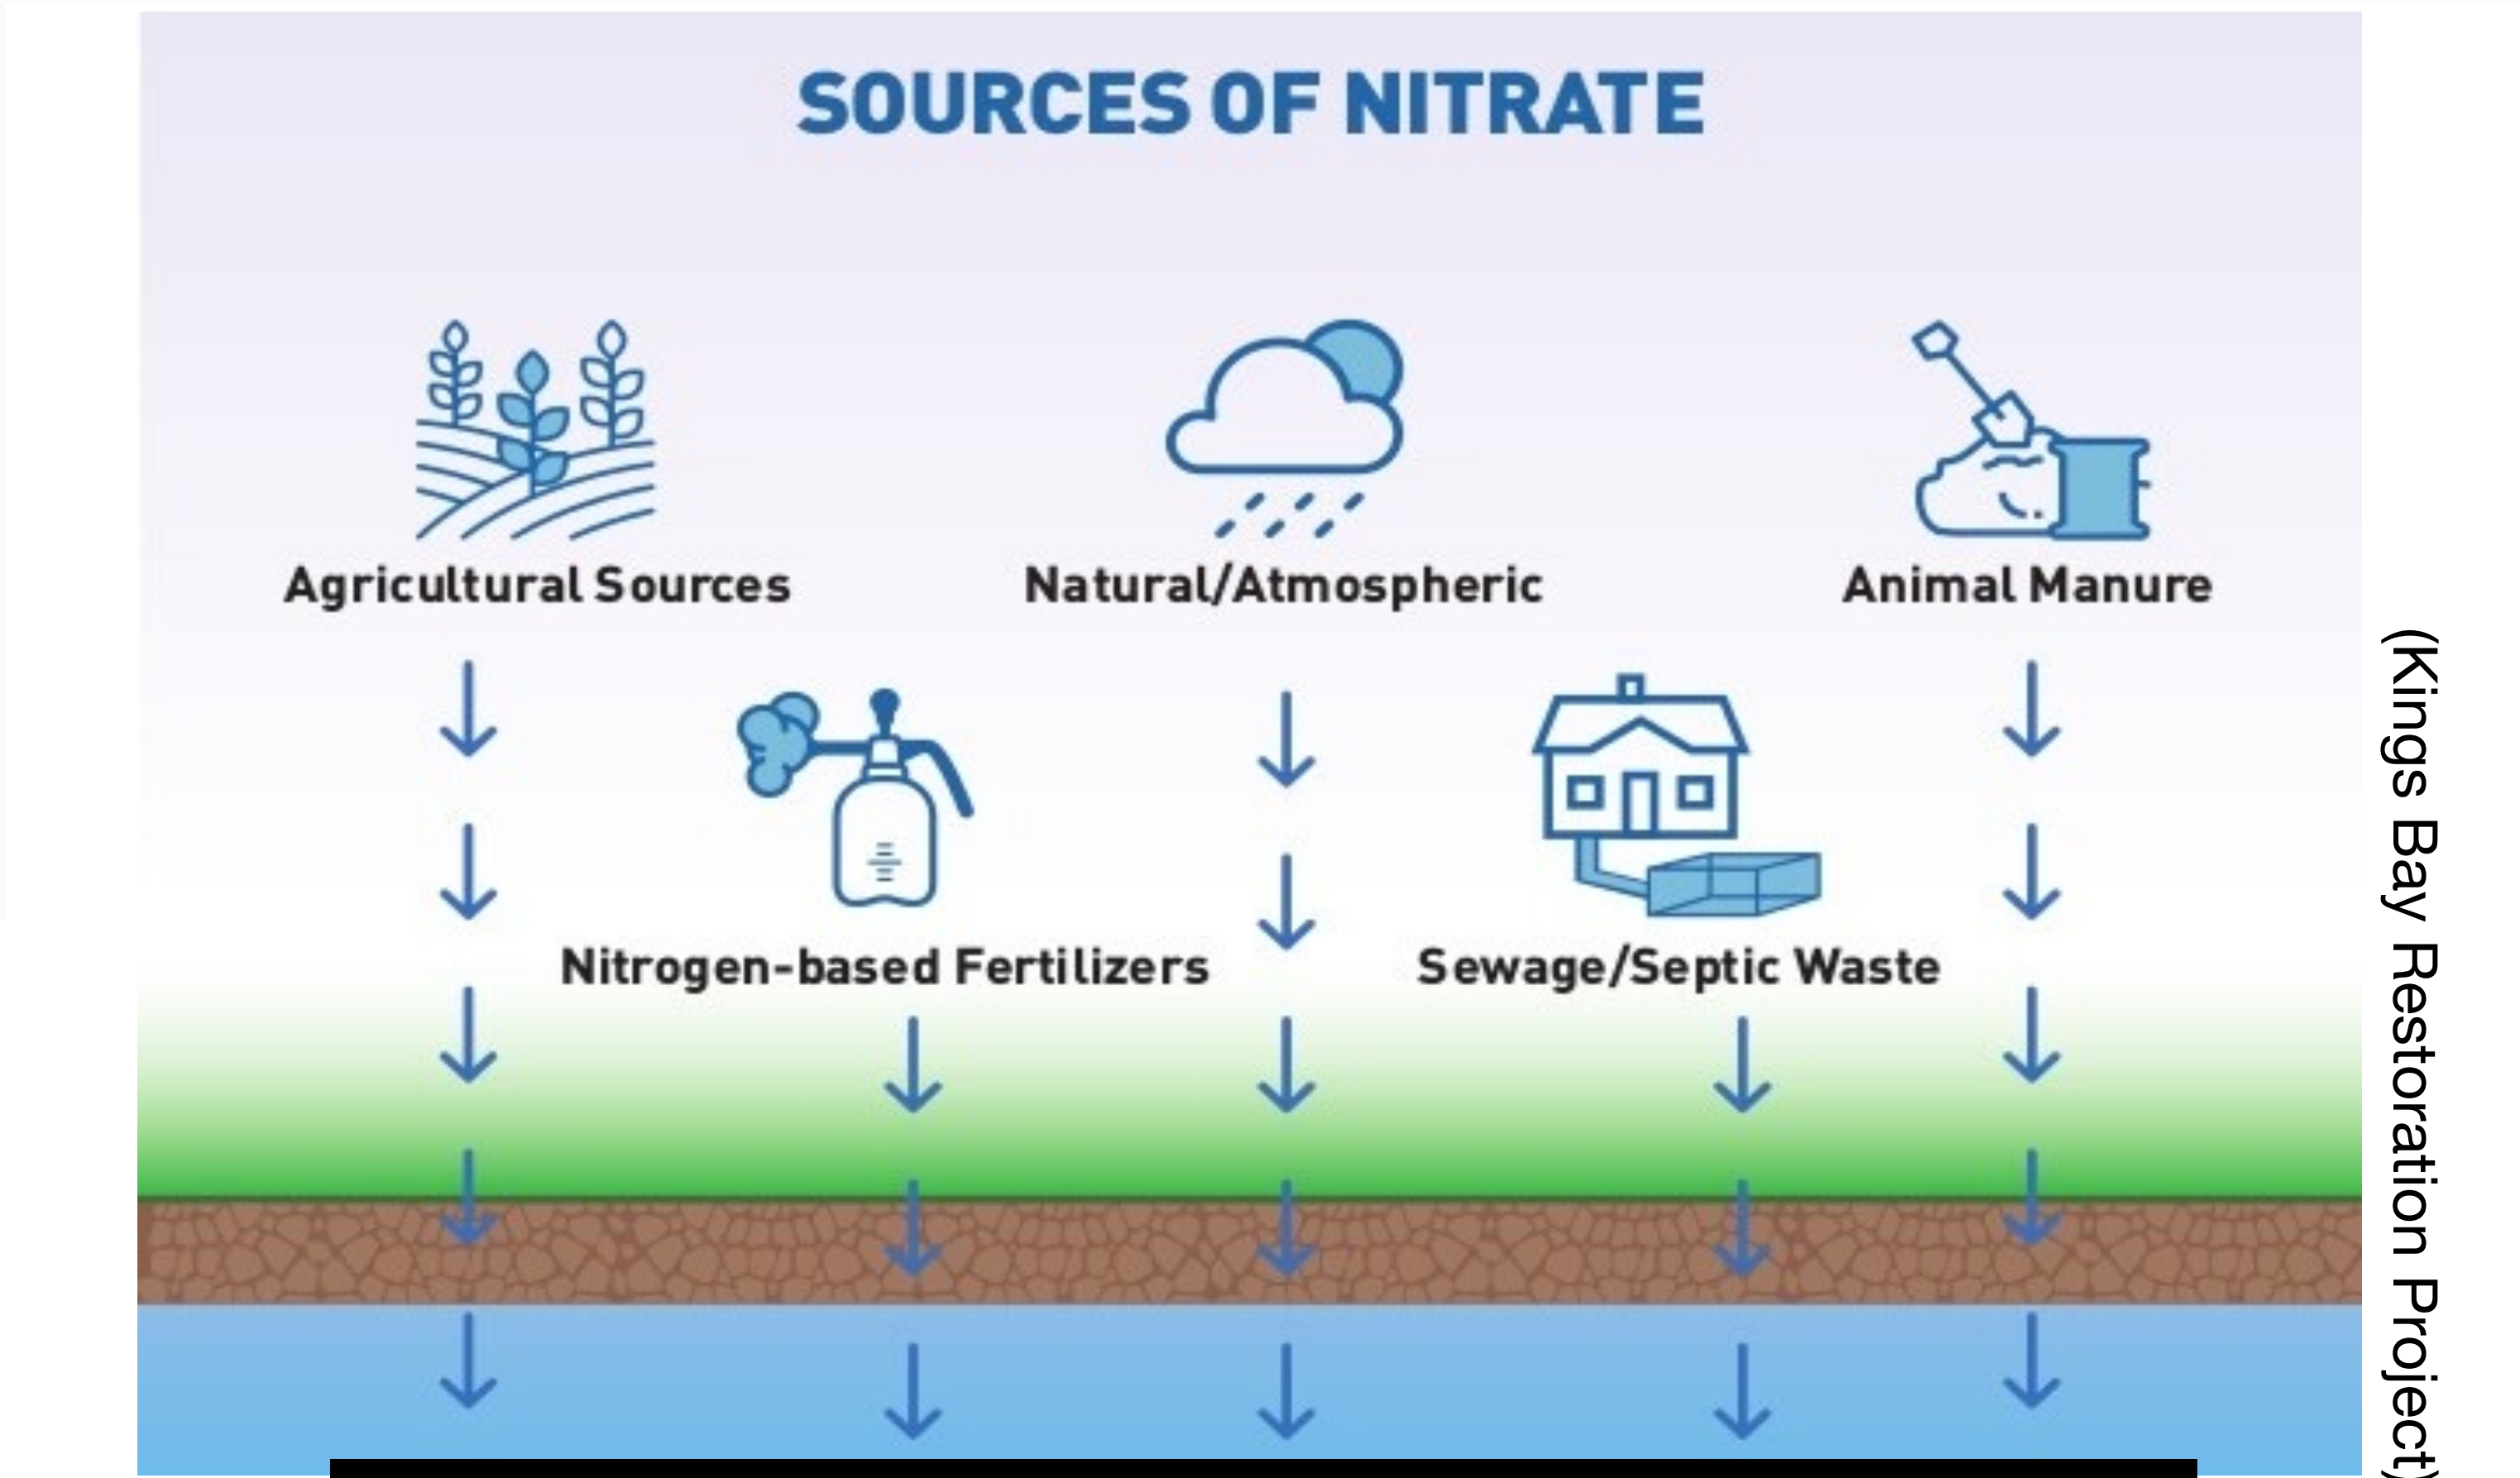 SOURCES OF NITRATE
Agricultural Sources
Natural/Atmospheric
Animal Manure
Nitrogen-based Fertilizers
Sewage/Septic Waste
(Kings Bay Restoration Project)